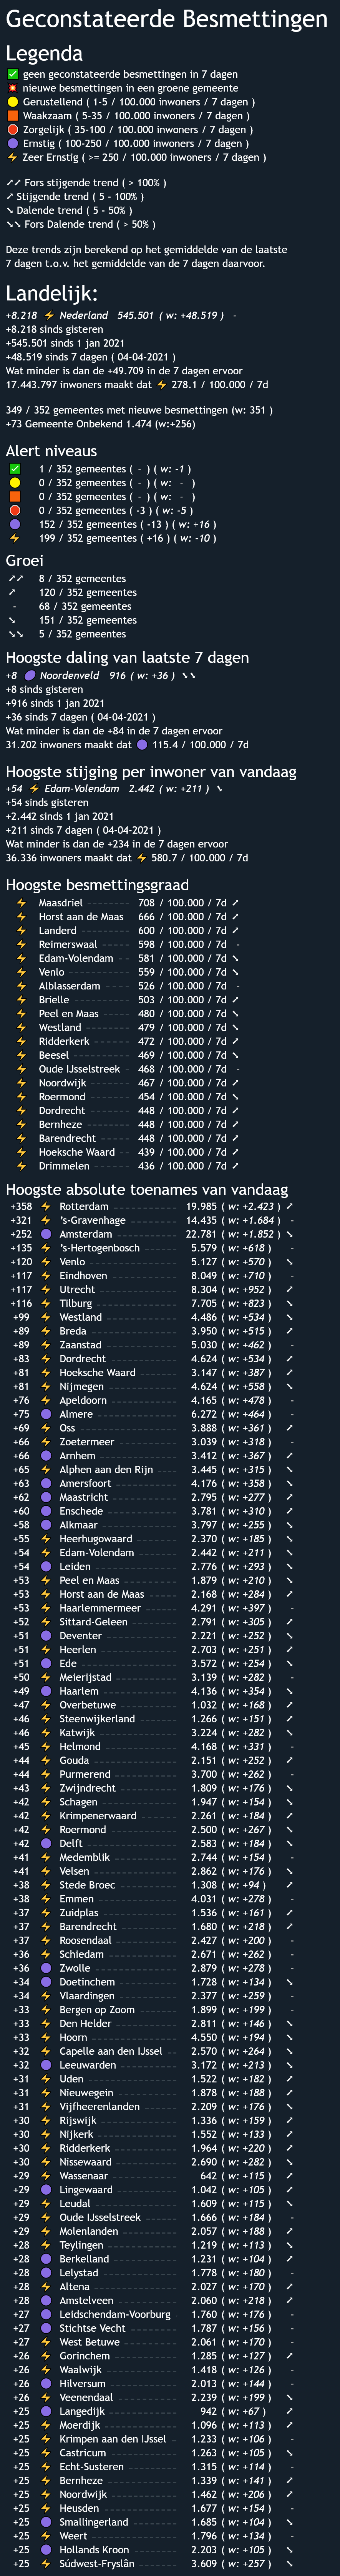 Geconstateerde Besmettingen
Legenda
geen geconstateerde besmettingen in 7 dagen
nieuwe besmettingen in een groene gemeente
Gerustellend ( 1-5 / 100.000 inwoners / 7 dagen )
Waakzaam ( 5-35 / 100.000 inwoners / 7 dagen )
Zorgelijk ( 35-100 / 100.000 inwoners / 7 dagen )
Ernstig ( 100-250 / 100.000 inwoners / 7 dagen )
⚡ Zeer Ernstig ( >= 250 / 100.000 inwoners / 7 dagen )
➚➚ Fors stijgende trend ( > 100% )
➚ Stijgende trend ( 5 - 100% )
➘ Dalende trend ( 5 - 50% )
➘➘ Fors Dalende trend ( > 50% )
Deze trends zijn berekend op het gemiddelde van de laatste
7 dagen t.o.v. het gemiddelde van de 7 dagen daarvoor.
Landelijk:
+8.218 ⚡ Nederland 545.501 ( w: +48.519 ) -
+8.218 sinds gisteren
+545.501 sinds 1 jan 2021
+48.519 sinds 7 dagen ( 04-04-2021 )
Wat minder is dan de +49.709 in de 7 dagen ervoor
17.443.797 inwoners maakt dat ⚡ 278.1 / 100.000 / 7d
349 / 352 gemeentes met nieuwe besmettingen (w: 351 )
+73 Gemeente Onbekend 1.474 (w:+256)
Alert niveaus
1 / 352 gemeentes ( - ) ( w: -1 )
0 / 352 gemeentes ( - ) ( w: - )
0 / 352 gemeentes ( - ) ( w: - )
0 / 352 gemeentes ( -3 ) ( w: -5 )
152 / 352 gemeentes ( -13 ) ( w: +16 )
⚡ 199 / 352 gemeentes ( +16 ) ( w: -10 )
Groei
➚➚ 8 / 352 gemeentes
➚ 120 / 352 gemeentes
- 68 / 352 gemeentes
➘ 151 / 352 gemeentes
➘➘ 5 / 352 gemeentes
Hoogste daling van laatste 7 dagen
+8 Noordenveld 916 ( w: +36 ) ➘➘
+8 sinds gisteren
+916 sinds 1 jan 2021
+36 sinds 7 dagen ( 04-04-2021 )
Wat minder is dan de +84 in de 7 dagen ervoor
31.202 inwoners maakt dat 115.4 / 100.000 / 7d
Hoogste stijging per inwoner van vandaag
+54 ⚡ Edam-Volendam 2.442 ( w: +211 ) ➘
+54 sinds gisteren
+2.442 sinds 1 jan 2021
+211 sinds 7 dagen ( 04-04-2021 )
Wat minder is dan de +234 in de 7 dagen ervoor
36.336 inwoners maakt dat ⚡ 580.7 / 100.000 / 7d
Hoogste besmettingsgraad
⚡ Maasdriel 708 / 100.000 / 7d ➚
⚡ Horst aan de Maas 666 / 100.000 / 7d ➚
⚡ Landerd 600 / 100.000 / 7d ➚
⚡ Reimerswaal 598 / 100.000 / 7d -
⚡ Edam-Volendam 581 / 100.000 / 7d ➘
⚡ Venlo 559 / 100.000 / 7d ➘
⚡ Alblasserdam 526 / 100.000 / 7d -
⚡ Brielle 503 / 100.000 / 7d ➚
⚡ Peel en Maas 480 / 100.000 / 7d ➘
⚡ Westland 479 / 100.000 / 7d ➘
⚡ Ridderkerk 472 / 100.000 / 7d ➚
⚡ Beesel 469 / 100.000 / 7d ➘
⚡ Oude IJsselstreek 468 / 100.000 / 7d -
⚡ Noordwijk 467 / 100.000 / 7d ➚
⚡ Roermond 454 / 100.000 / 7d ➘
⚡ Dordrecht 448 / 100.000 / 7d ➚
⚡ Bernheze 448 / 100.000 / 7d ➚
⚡ Barendrecht 448 / 100.000 / 7d ➚
⚡ Hoeksche Waard 439 / 100.000 / 7d ➚
⚡ Drimmelen 436 / 100.000 / 7d ➚
Hoogste absolute toenames van vandaag
+358 ⚡ Rotterdam 19.985 ( w: +2.423 ) ➚
+321 ⚡ 's-Gravenhage 14.435 ( w: +1.684 ) -
+252 Amsterdam 22.781 ( w: +1.852 ) ➘
+135 ⚡ 's-Hertogenbosch 5.579 ( w: +618 ) -
+120 ⚡ Venlo 5.127 ( w: +570 ) ➘
+117 ⚡ Eindhoven 8.049 ( w: +710 ) -
+117 ⚡ Utrecht 8.304 ( w: +952 ) ➚
+116 ⚡ Tilburg 7.705 ( w: +823 ) ➘
+99 ⚡ Westland 4.486 ( w: +534 ) ➘
+89 ⚡ Breda 3.950 ( w: +515 ) ➚
+89 ⚡ Zaanstad 5.030 ( w: +462 ) -
+83 ⚡ Dordrecht 4.624 ( w: +534 ) ➚
+81 ⚡ Hoeksche Waard 3.147 ( w: +387 ) ➚
+81 ⚡ Nijmegen 4.624 ( w: +558 ) ➘
+76 ⚡ Apeldoorn 4.165 ( w: +478 ) -
+75 Almere 6.272 ( w: +464 ) -
+69 ⚡ Oss 3.888 ( w: +361 ) ➚
+66 ⚡ Zoetermeer 3.039 ( w: +318 ) -
+66 Arnhem 3.412 ( w: +367 ) ➚
+65 ⚡ Alphen aan den Rijn 3.445 ( w: +315 ) ➘
+63 Amersfoort 4.176 ( w: +358 ) ➘
+62 Maastricht 2.795 ( w: +277 ) ➚
+60 Enschede 3.781 ( w: +310 ) ➚
+58 Alkmaar 3.797 ( w: +255 ) ➘
+55 ⚡ Heerhugowaard 2.370 ( w: +185 ) ➘
+54 ⚡ Edam-Volendam 2.442 ( w: +211 ) ➘
+54 Leiden 2.776 ( w: +293 ) ➘
+53 ⚡ Peel en Maas 1.879 ( w: +210 ) ➘
+53 ⚡ Horst aan de Maas 2.168 ( w: +284 ) ➚
+53 ⚡ Haarlemmermeer 4.291 ( w: +397 ) -
+52 ⚡ Sittard-Geleen 2.791 ( w: +305 ) ➚
+51 Deventer 2.221 ( w: +252 ) ➘
+51 ⚡ Heerlen 2.703 ( w: +251 ) ➚
+51 Ede 3.572 ( w: +254 ) ➘
+50 ⚡ Meierijstad 3.139 ( w: +282 ) -
+49 Haarlem 4.136 ( w: +354 ) ➘
+47 ⚡ Overbetuwe 1.032 ( w: +168 ) ➚
+46 ⚡ Steenwijkerland 1.266 ( w: +151 ) ➚
+46 ⚡ Katwijk 3.224 ( w: +282 ) ➘
+45 ⚡ Helmond 4.168 ( w: +331 ) -
+44 ⚡ Gouda 2.151 ( w: +252 ) ➚
+44 ⚡ Purmerend 3.700 ( w: +262 ) -
+43 ⚡ Zwijndrecht 1.809 ( w: +176 ) ➘
+42 ⚡ Schagen 1.947 ( w: +154 ) ➘
+42 ⚡ Krimpenerwaard 2.261 ( w: +184 ) ➚
+42 ⚡ Roermond 2.500 ( w: +267 ) ➘
+42 Delft 2.583 ( w: +184 ) ➘
+41 ⚡ Medemblik 2.744 ( w: +154 ) -
+41 ⚡ Velsen 2.862 ( w: +176 ) ➘
+38 ⚡ Stede Broec 1.308 ( w: +94 ) ➚
+38 ⚡ Emmen 4.031 ( w: +278 ) -
+37 ⚡ Zuidplas 1.536 ( w: +161 ) ➚
+37 ⚡ Barendrecht 1.680 ( w: +218 ) ➚
+37 ⚡ Roosendaal 2.427 ( w: +200 ) -
+36 ⚡ Schiedam 2.671 ( w: +262 ) -
+36 Zwolle 2.879 ( w: +278 ) -
+34 Doetinchem 1.728 ( w: +134 ) ➘
+34 ⚡ Vlaardingen 2.377 ( w: +259 ) -
+33 ⚡ Bergen op Zoom 1.899 ( w: +199 ) -
+33 ⚡ Den Helder 2.811 ( w: +146 ) ➘
+33 ⚡ Hoorn 4.550 ( w: +194 ) ➘
+32 ⚡ Capelle aan den IJssel 2.570 ( w: +264 ) ➘
+32 Leeuwarden 3.172 ( w: +213 ) ➘
+31 ⚡ Uden 1.522 ( w: +182 ) ➚
+31 ⚡ Nieuwegein 1.878 ( w: +188 ) ➚
+31 ⚡ Vijfheerenlanden 2.209 ( w: +176 ) ➘
+30 ⚡ Rijswijk 1.336 ( w: +159 ) ➚
+30 ⚡ Nijkerk 1.552 ( w: +133 ) ➚
+30 ⚡ Ridderkerk 1.964 ( w: +220 ) ➚
+30 ⚡ Nissewaard 2.690 ( w: +282 ) ➘
+29 ⚡ Wassenaar 642 ( w: +115 ) ➚
+29 Lingewaard 1.042 ( w: +105 ) ➚
+29 ⚡ Leudal 1.609 ( w: +115 ) ➘
+29 ⚡ Oude IJsselstreek 1.666 ( w: +184 ) -
+29 ⚡ Molenlanden 2.057 ( w: +188 ) ➚
+28 ⚡ Teylingen 1.219 ( w: +113 ) ➘
+28 Berkelland 1.231 ( w: +104 ) ➚
+28 Lelystad 1.778 ( w: +180 ) -
+28 ⚡ Altena 2.027 ( w: +170 ) ➚
+28 Amstelveen 2.060 ( w: +218 ) ➚
+27 Leidschendam-Voorburg 1.760 ( w: +176 ) -
+27 Stichtse Vecht 1.787 ( w: +156 ) -
+27 ⚡ West Betuwe 2.061 ( w: +170 ) -
+26 ⚡ Gorinchem 1.285 ( w: +127 ) ➚
+26 ⚡ Waalwijk 1.418 ( w: +126 ) -
+26 Hilversum 2.013 ( w: +144 ) -
+26 ⚡ Veenendaal 2.239 ( w: +199 ) ➘
+25 Langedijk 942 ( w: +67 ) ➚
+25 ⚡ Moerdijk 1.096 ( w: +113 ) ➚
+25 ⚡ Krimpen aan den IJssel 1.233 ( w: +106 ) -
+25 ⚡ Castricum 1.263 ( w: +105 ) ➘
+25 ⚡ Echt-Susteren 1.315 ( w: +114 ) -
+25 ⚡ Bernheze 1.339 ( w: +141 ) ➚
+25 ⚡ Noordwijk 1.462 ( w: +206 ) ➚
+25 ⚡ Heusden 1.677 ( w: +154 ) -
+25 Smallingerland 1.685 ( w: +104 ) ➘
+25 ⚡ Weert 1.796 ( w: +134 ) -
+25 Hollands Kroon 2.203 ( w: +105 ) ➘
+25 ⚡ Súdwest-Fryslân 3.609 ( w: +257 ) ➘